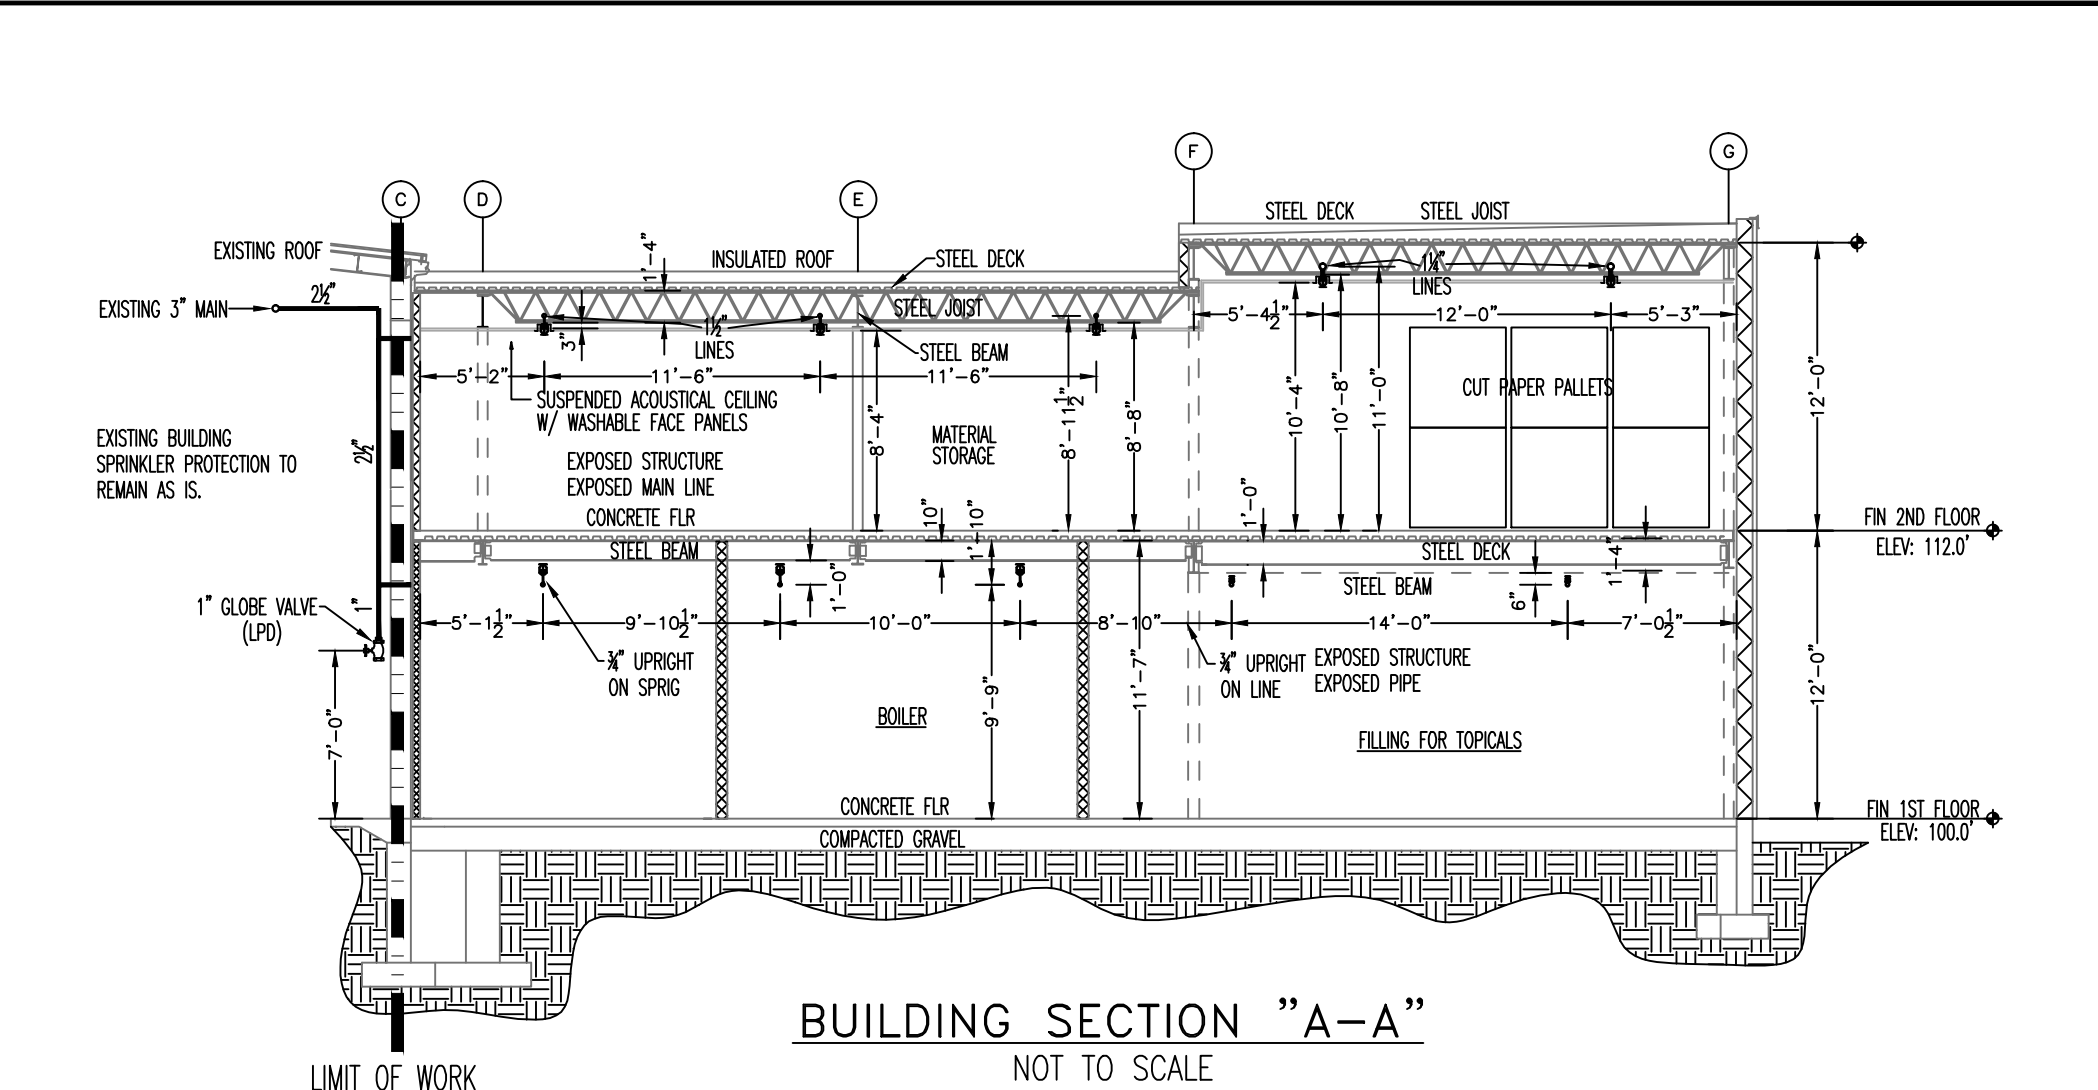 F
G
C
D
E
STEEL DECK
STEEL JOIST
EXISTING ROOF
1'-4"
INSULATED ROOF
STEEL DECK
1¼"
LINES
2½"
EXISTING 3" MAIN
STEEL JOIST
1½"
LINES
3"
STEEL BEAM
5'-4½"
12'-0"
5'-3"
5'-2"
11'-6"
11'-6"
SUSPENDED ACOUSTICAL CEILING
W/ WASHABLE FACE PANELS
CUT PAPER PALLETS
12'-0"
8'-4"
8'-11½"
8'-8"
10'-4"
10'-8"
11'-0"
EXISTING BUILDING
SPRINKLER PROTECTION TO
REMAIN AS IS.
2½"
MATERIAL
STORAGE
EXPOSED STRUCTURE
EXPOSED MAIN LINE
CONCRETE FLR
10"
1'-10"
1'-0"
FIN 2ND FLOOR
ELEV: 112.0'
STEEL BEAM
STEEL DECK
1'-4"
STEEL BEAM
1'-0"
6"
1" GLOBE VALVE
(LPD)
1"
5'-1½"
9'-10½"
10'-0"
8'-10"
14'-0"
7'-0½"
¾" UPRIGHT
ON SPRIG
¾" UPRIGHT
ON LINE
EXPOSED STRUCTURE
EXPOSED PIPE
7'-0"
9'-9"
11'-7"
12'-0"
BOILER
FILLING FOR TOPICALS
CONCRETE FLR
FIN 1ST FLOOR
ELEV: 100.0'
COMPACTED GRAVEL
BUILDING SECTION "A-A"
NOT TO SCALE
LIMIT OF WORK